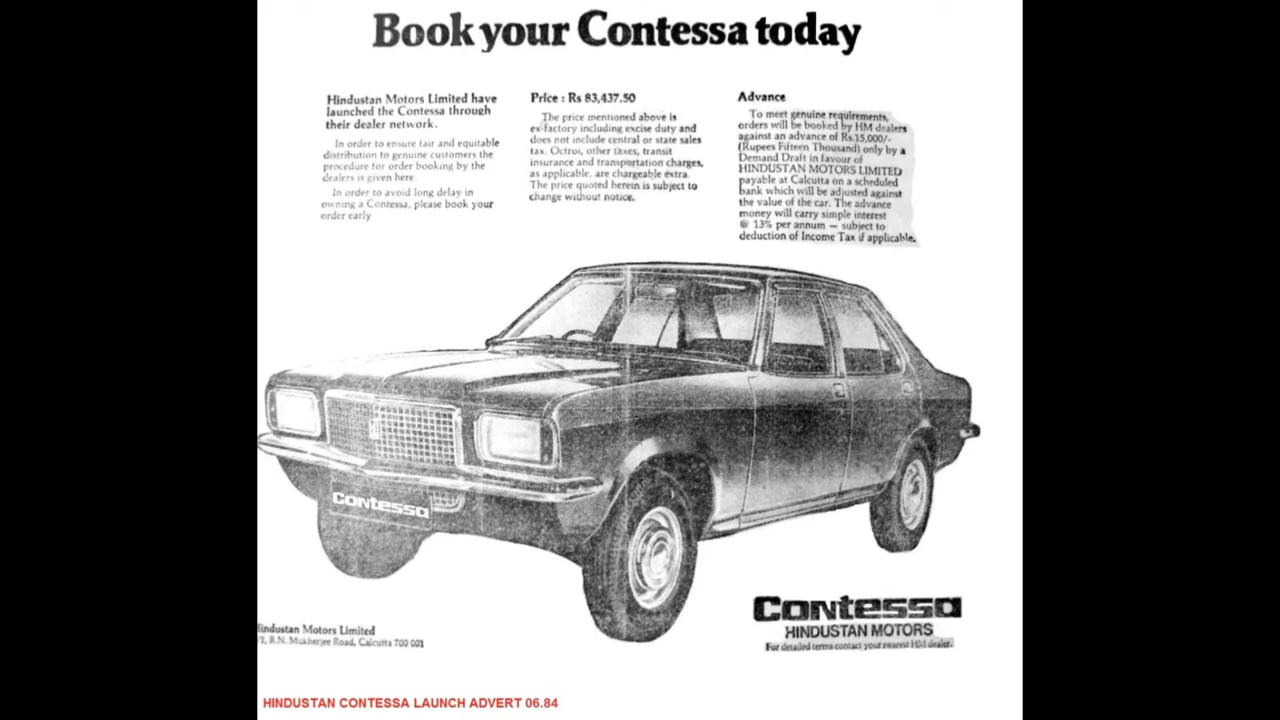 Book your Contessa today
Hindustan Motors Limited have
launched the Contessa through
their dealer network.
In order to ensure fair and equitable
distribution to genuine customers the
procedure for order booking by the
dealers is given here
In order to avoid long delay in
owning a Contessa, please book your
order early
Price : Rs 83,437.50
The price mentioned above is
ex-factory including excise duty and
does not include central or state sales
tax. Octroi, other taxes, transit
insurance and transportation charges,
as applicable, are chargeable extra.
The price quoted herein is subject to
change without notice.
Advance
To meet genuine requirements,
orders will be booked by HM dealers
against an advance of Rs.15,000/-
(Rupees Fifteen Thousand) only by a
Demand Draft in favour of
HINDUSTAN MOTORS LIMITED
payable at Calcutta on a scheduled
bank which will be adjusted against
the value of the car. The advance
money will carry simple interest
@ 13% per annum — subject to
deduction of Income Tax if applicable.
Contessa
Hindustan Motors Limited
/1, R.N. Mukherjee Road, Calcutta 700 001
Contessa
HINDUSTAN MOTORS
For detailed terms contact your nearest HM dealer.
HINDUSTAN CONTESSA LAUNCH ADVERT 06.84